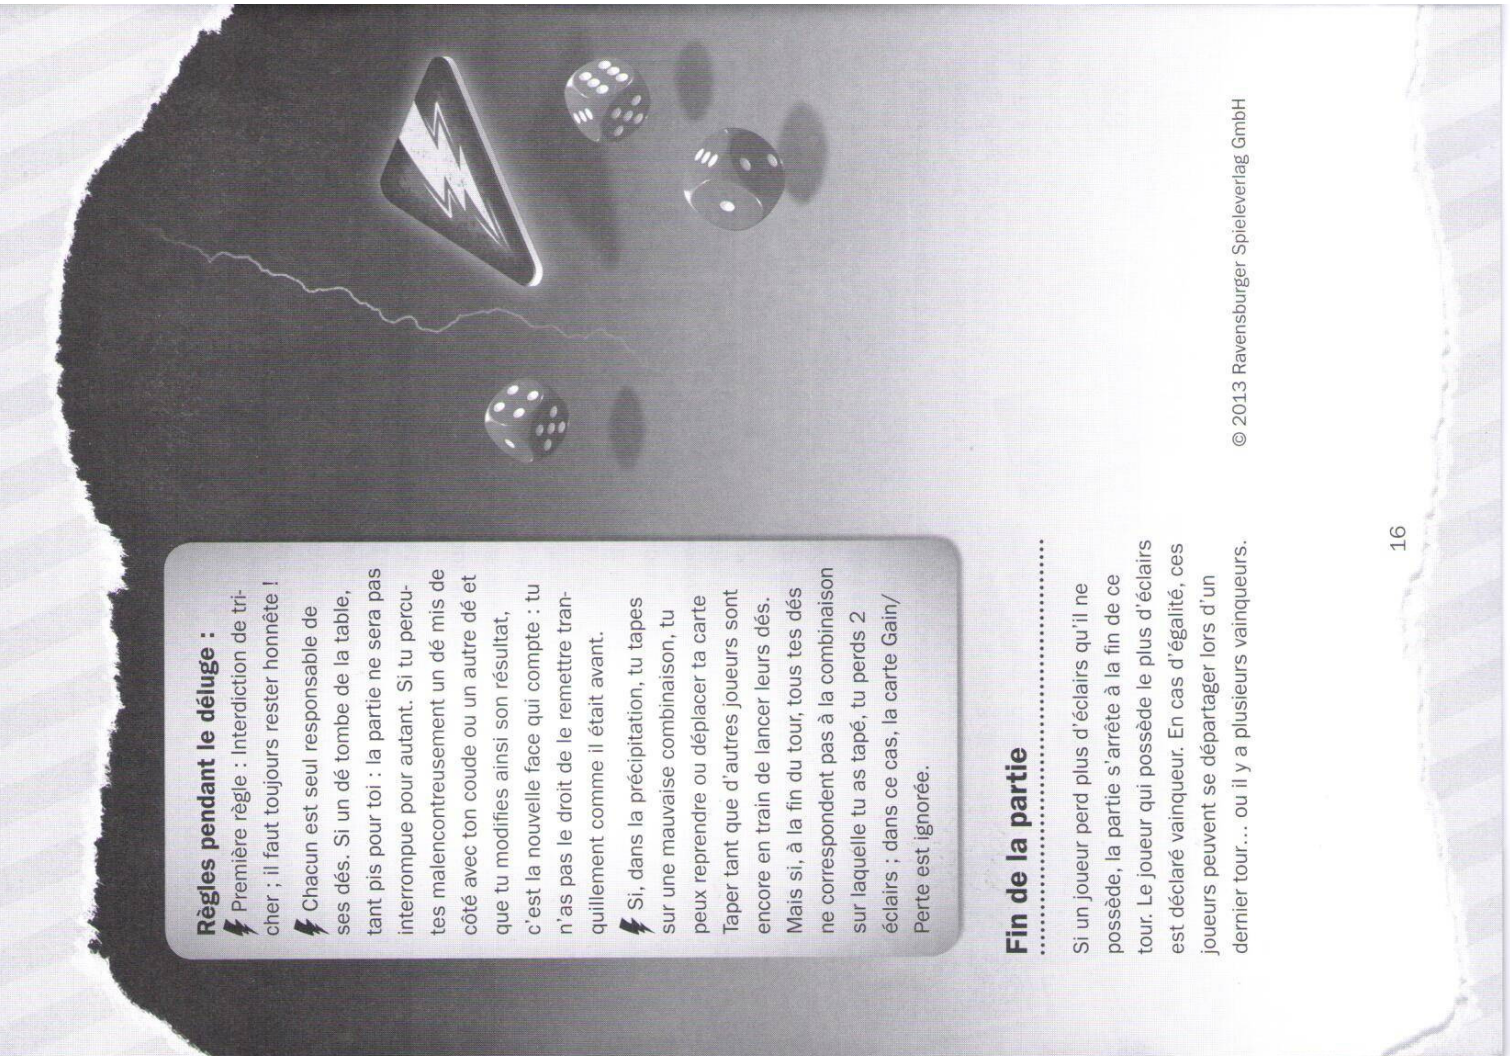 Règles pendant le déluge :
Première règle : Interdiction de tri-
cher ; il faut toujours rester honnête !
Chacun est seul responsable de
ses dés. Si un dé tombe de la table,
tant pis pour toi : la partie ne sera pas
interrompue pour autant. Si tu percu-
tes malencontreusement un dé mis de
côté avec ton coude ou un autre dé et
que tu modifies ainsi son résultat,
c'est la nouvelle face qui compte : tu
n'as pas le droit de le remettre tran-
quillement comme il était avant.
Si, dans la précipitation, tu tapes
sur une mauvaise combinaison, tu
peux reprendre ou déplacer ta carte
Taper tant que d'autres joueurs sont
encore en train de lancer leurs dés.
Mais si, à la fin du tour, tous tes dés
ne correspondent pas à la combinaison
sur laquelle tu as tapé, tu perds 2
éclairs ; dans ce cas, la carte Gain/
Perte est ignorée.
Fin de la partie
Si un joueur perd plus d'éclairs qu'il ne
possède, la partie s'arrête à la fin de ce
tour. Le joueur qui possède le plus d'éclairs
est déclaré vainqueur. En cas d'égalité, ces
joueurs peuvent se départager lors d'un
dernier tour... ou il y a plusieurs vainqueurs.
© 2013 Ravensburger Spieleverlag GmbH
16